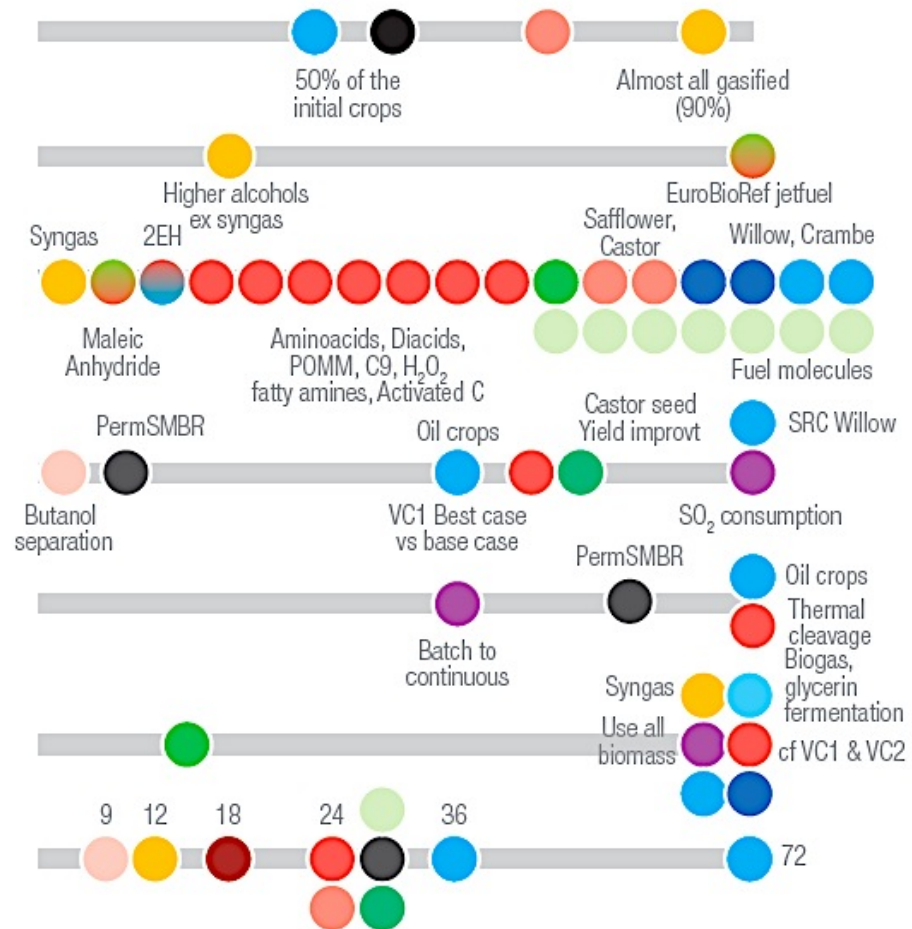 50% of the
initial crops
Almost all gasified
(90%)
Higher alcohols
ex syngas
EuroBioRef jetfuel
Syngas
2EH
Safflower,
Castor
Willow, Crambe
Maleic
Anhydride
Aminoacids, Diacids,
POMM, C9, H₂O₂
fatty amines, Activated C
Fuel molecules
PermSMBR
Oil crops
Castor seed
Yield improvt
SRC Willow
Butanol
separation
VC1 Best case
vs base case
SO₂ consumption
PermSMBR
Oil crops
Thermal
cleavage
Batch to
continuous
Biogas,
glycerin
fermentation
Syngas
Use all
biomass
cf VC1 & VC2
9
12
18
24
36
72